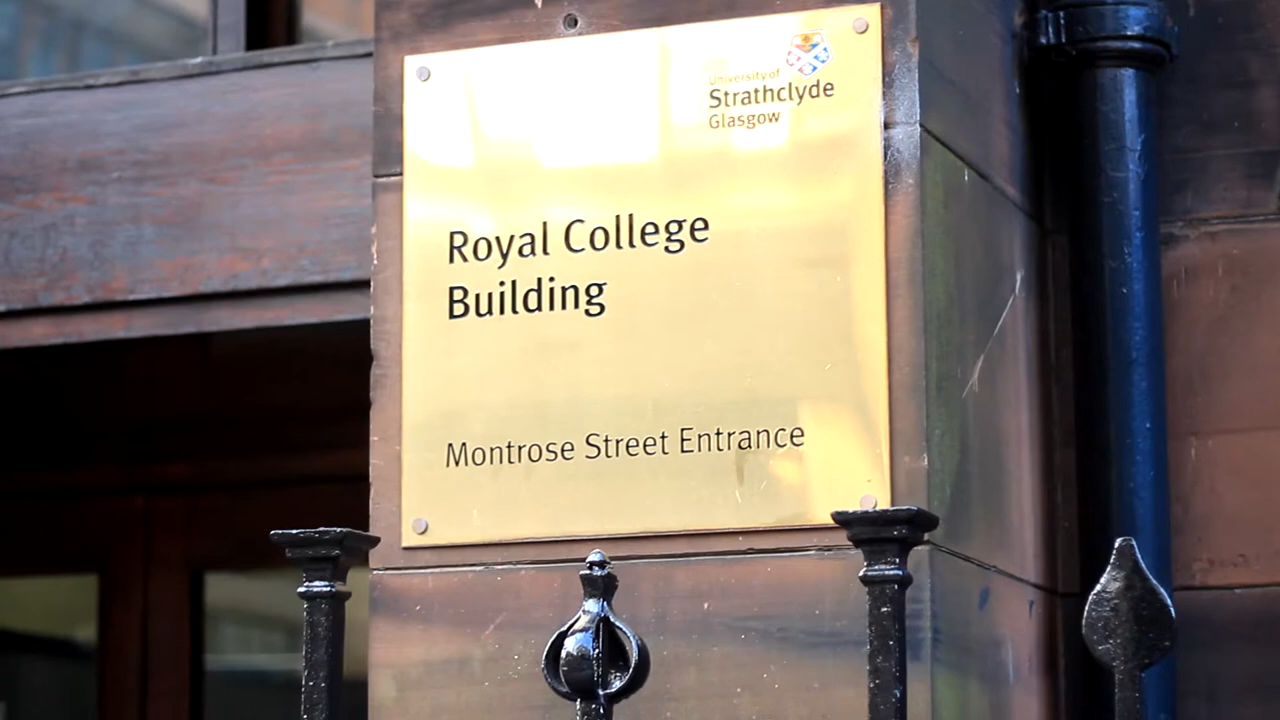 University of
Strathclyde
Glasgow
Royal College
Building
Montrose Street Entrance